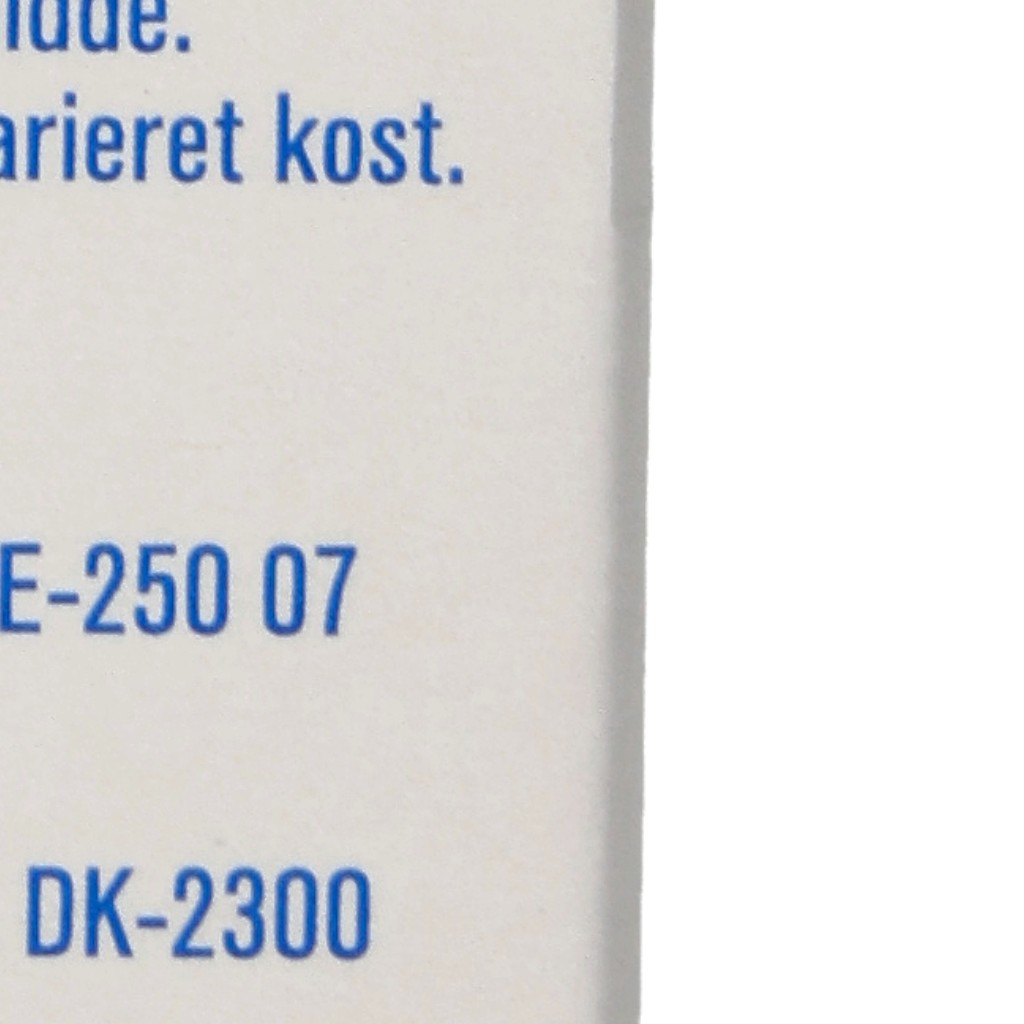 arieret kost.
E-250 07
DK-2300